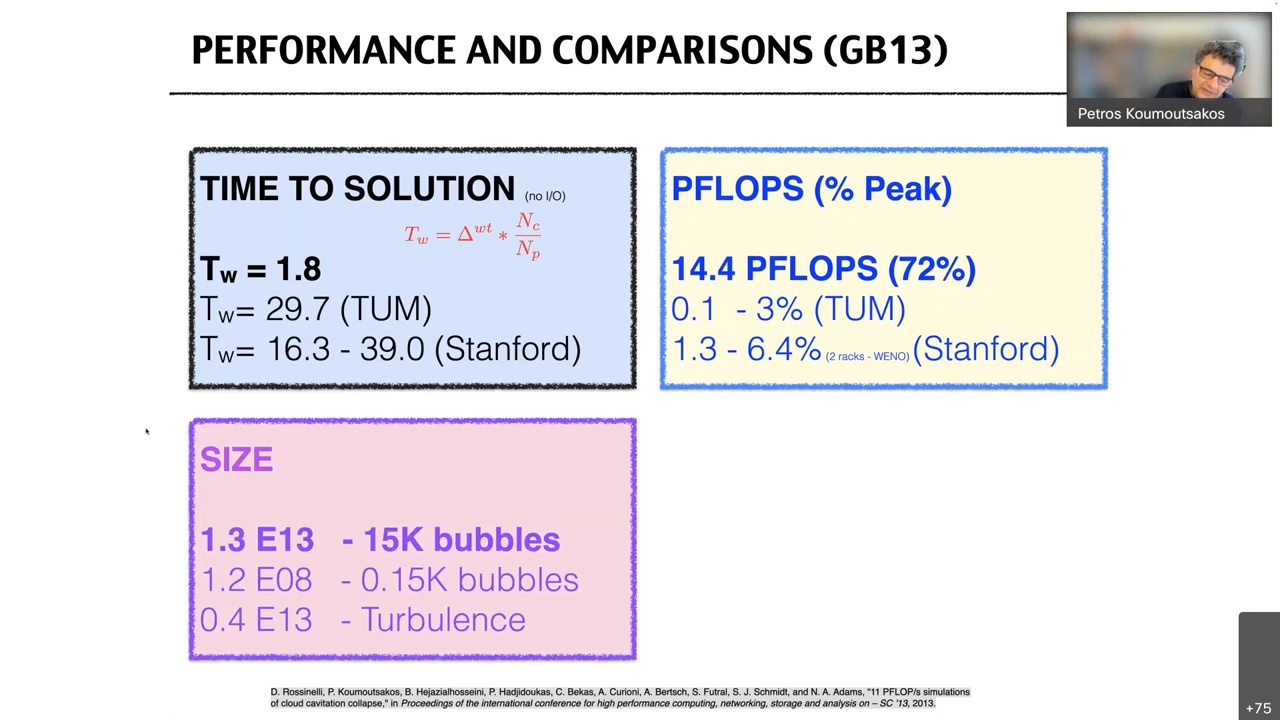 PERFORMANCE AND COMPARISONS (GB13)
Petros Koumoutsakos
TIME TO SOLUTION (no I/O)
T_w = Δ^{wt} * \frac{N_c}{N_p}
Tw = 1.8
Tw= 29.7 (TUM)
Tw= 16.3 - 39.0 (Stanford)
PFLOPS (% Peak)
14.4 PFLOPS (72%)
0.1 - 3% (TUM)
1.3 - 6.4% (2 racks - WENO) (Stanford)
SIZE
1.3 E13 - 15K bubbles
1.2 E08 - 0.15K bubbles
0.4 E13 - Turbulence
D. Rossinelli, P. Koumoutsakos, B. Hejazialhosseini, P. Hadjidoukas, C. Bekas, A. Curioni, A. Bertsch, S. Futral, S. J. Schmidt, and N. A. Adams, "11 PFLOP/s simulations
of cloud cavitation collapse," in Proceedings of the international conference for high performance computing, networking, storage and analysis on – SC '13, 2013.
+75